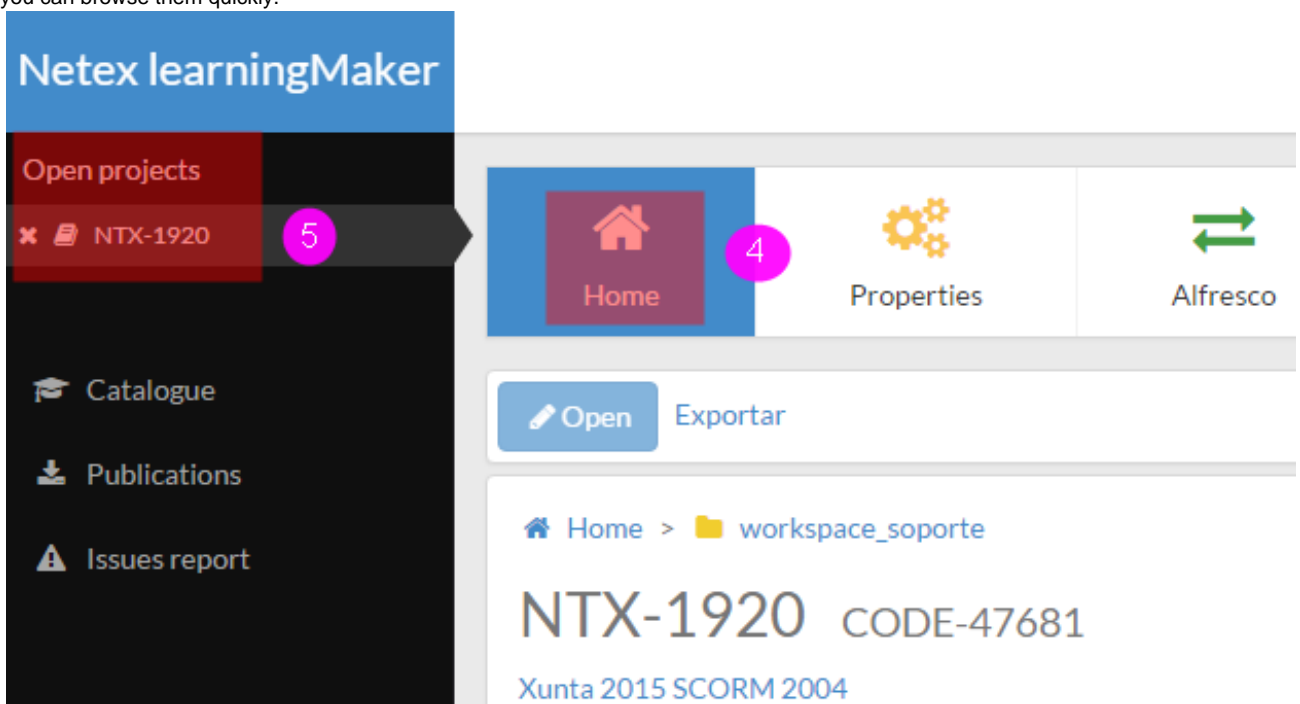 you can browse them quickly.
Netex learningMaker
Open projects
NTX-1920
5
Catalogue
Publications
Issues report
Home
4
Properties
Alfresco
Open
Exportar
Home > workspace_soporte
NTX-1920 CODE-47681
Xunta 2015 SCORM 2004